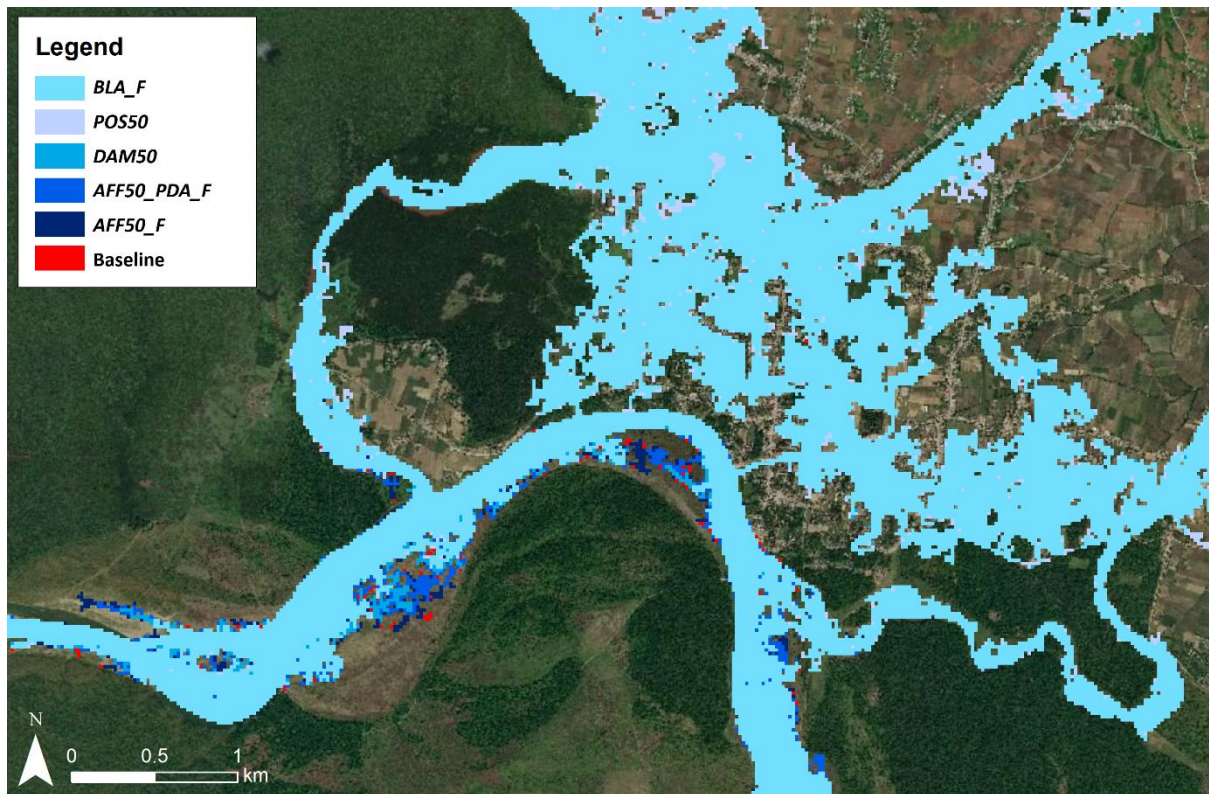 Legend
BLA_F
POS50
DAM50
AFF50_PDA_F
AFF50_F
Baseline
N
0 0.5 1
km